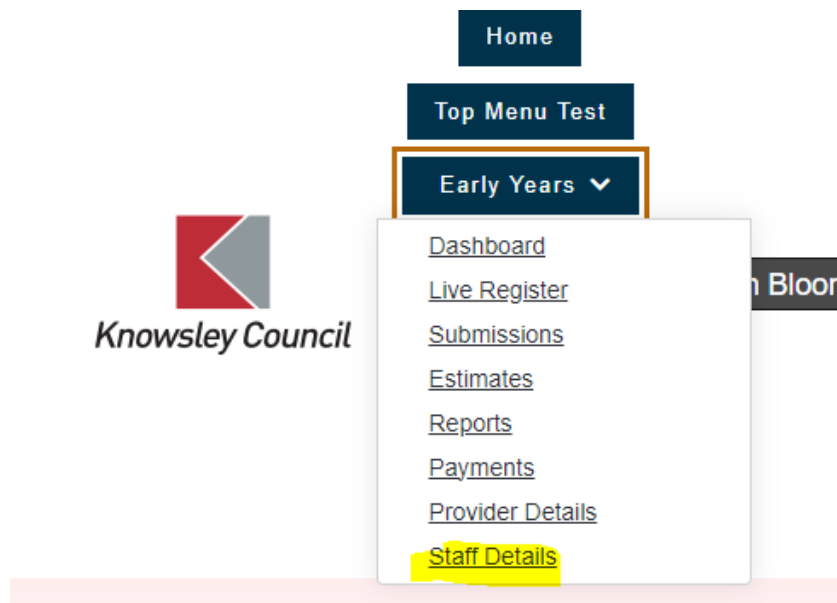 Home
Top Menu Test
Early Years
Dashboard
Live Register
Submissions
Estimates
Reports
Payments
Provider Details
Staff Details
Knowsley Council